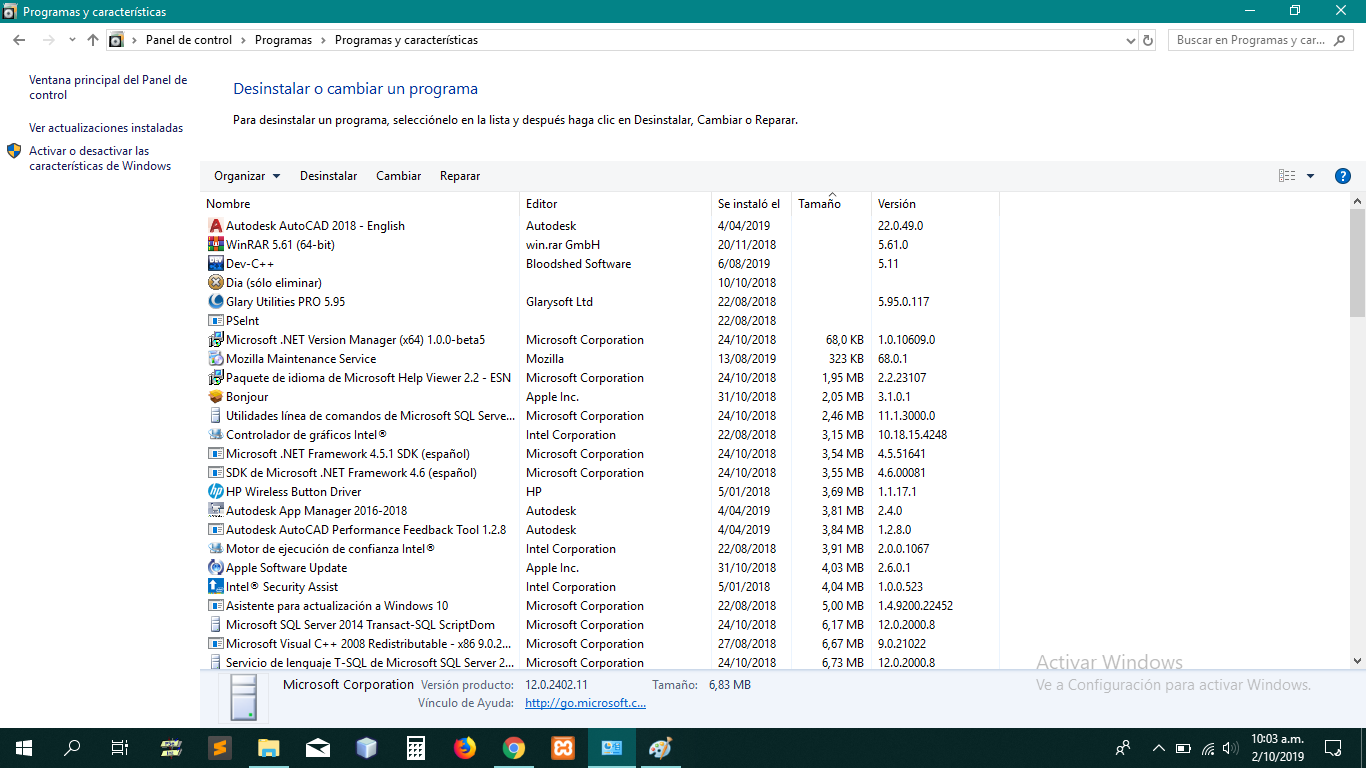 Programas y características
Panel de control > Programas > Programas y características
Buscar en Programas y car...
Ventana principal del Panel de
control
Ver actualizaciones instaladas
Activar o desactivar las
características de Windows
Desinstalar o cambiar un programa
Para desinstalar un programa, selecciónelo en la lista y después haga clic en Desinstalar, Cambiar o Reparar.
Organizar Desinstalar Cambiar Reparar
Nombre Editor Se instaló el Tamaño Versión
Autodesk AutoCAD 2018 - English Autodesk 4/04/2019 22.0.49.0
WinRAR 5.61 (64-bit) win.rar GmbH 20/11/2018 5.61.0
Dev-C++ Bloodshed Software 6/08/2019 5.11
Dia (sólo eliminar) 10/10/2018
Glary Utilities PRO 5.95 Glarysoft Ltd 22/08/2018 5.95.0.117
PSeInt 22/08/2018
Microsoft .NET Version Manager (x64) 1.0.0-beta5 Microsoft Corporation 24/10/2018 68,0 KB 1.0.10609.0
Mozilla Maintenance Service Mozilla 13/08/2019 323 KB 68.0.1
Paquete de idioma de Microsoft Help Viewer 2.2 - ESN Microsoft Corporation 24/10/2018 1,95 MB 2.2.23107
Bonjour Apple Inc. 31/10/2018 2,05 MB 3.1.0.1
Utilidades línea de comandos de Microsoft SQL Serve... Microsoft Corporation 24/10/2018 2,46 MB 11.1.3000.0
Controlador de gráficos Intel® Intel Corporation 22/08/2018 3,15 MB 10.18.15.4248
Microsoft .NET Framework 4.5.1 SDK (español) Microsoft Corporation 24/10/2018 3,54 MB 4.5.51641
SDK de Microsoft .NET Framework 4.6 (español) Microsoft Corporation 24/10/2018 3,55 MB 4.6.00081
HP Wireless Button Driver HP 5/01/2018 3,69 MB 1.1.17.1
Autodesk App Manager 2016-2018 Autodesk 4/04/2019 3,81 MB 2.4.0
Autodesk AutoCAD Performance Feedback Tool 1.2.8 Autodesk 4/04/2019 3,84 MB 1.2.8.0
Motor de ejecución de confianza Intel® Intel Corporation 22/08/2018 3,91 MB 2.0.0.1067
Apple Software Update Apple Inc. 31/10/2018 4,03 MB 2.6.0.1
Intel® Security Assist Intel Corporation 5/01/2018 4,04 MB 1.0.0.523
Asistente para actualización a Windows 10 Microsoft Corporation 22/08/2018 5,00 MB 1.4.9200.22452
Microsoft SQL Server 2014 Transact-SQL ScriptDom Microsoft Corporation 24/10/2018 6,17 MB 12.0.2000.8
Microsoft Visual C++ 2008 Redistributable - x86 9.0.2... Microsoft Corporation 27/08/2018 6,67 MB 9.0.21022
Servicio de lenguaje T-SQL de Microsoft SQL Server 2... Microsoft Corporation 24/10/2018 6,73 MB 12.0.2000.8
Activar Windows
Ve a Configuración para activar Windows.
Microsoft Corporation Versión producto: 12.0.2402.11 Tamaño: 6,83 MB
Vínculo de Ayuda: http://go.microsoft.c...
10:03 a.m.
2/10/2019